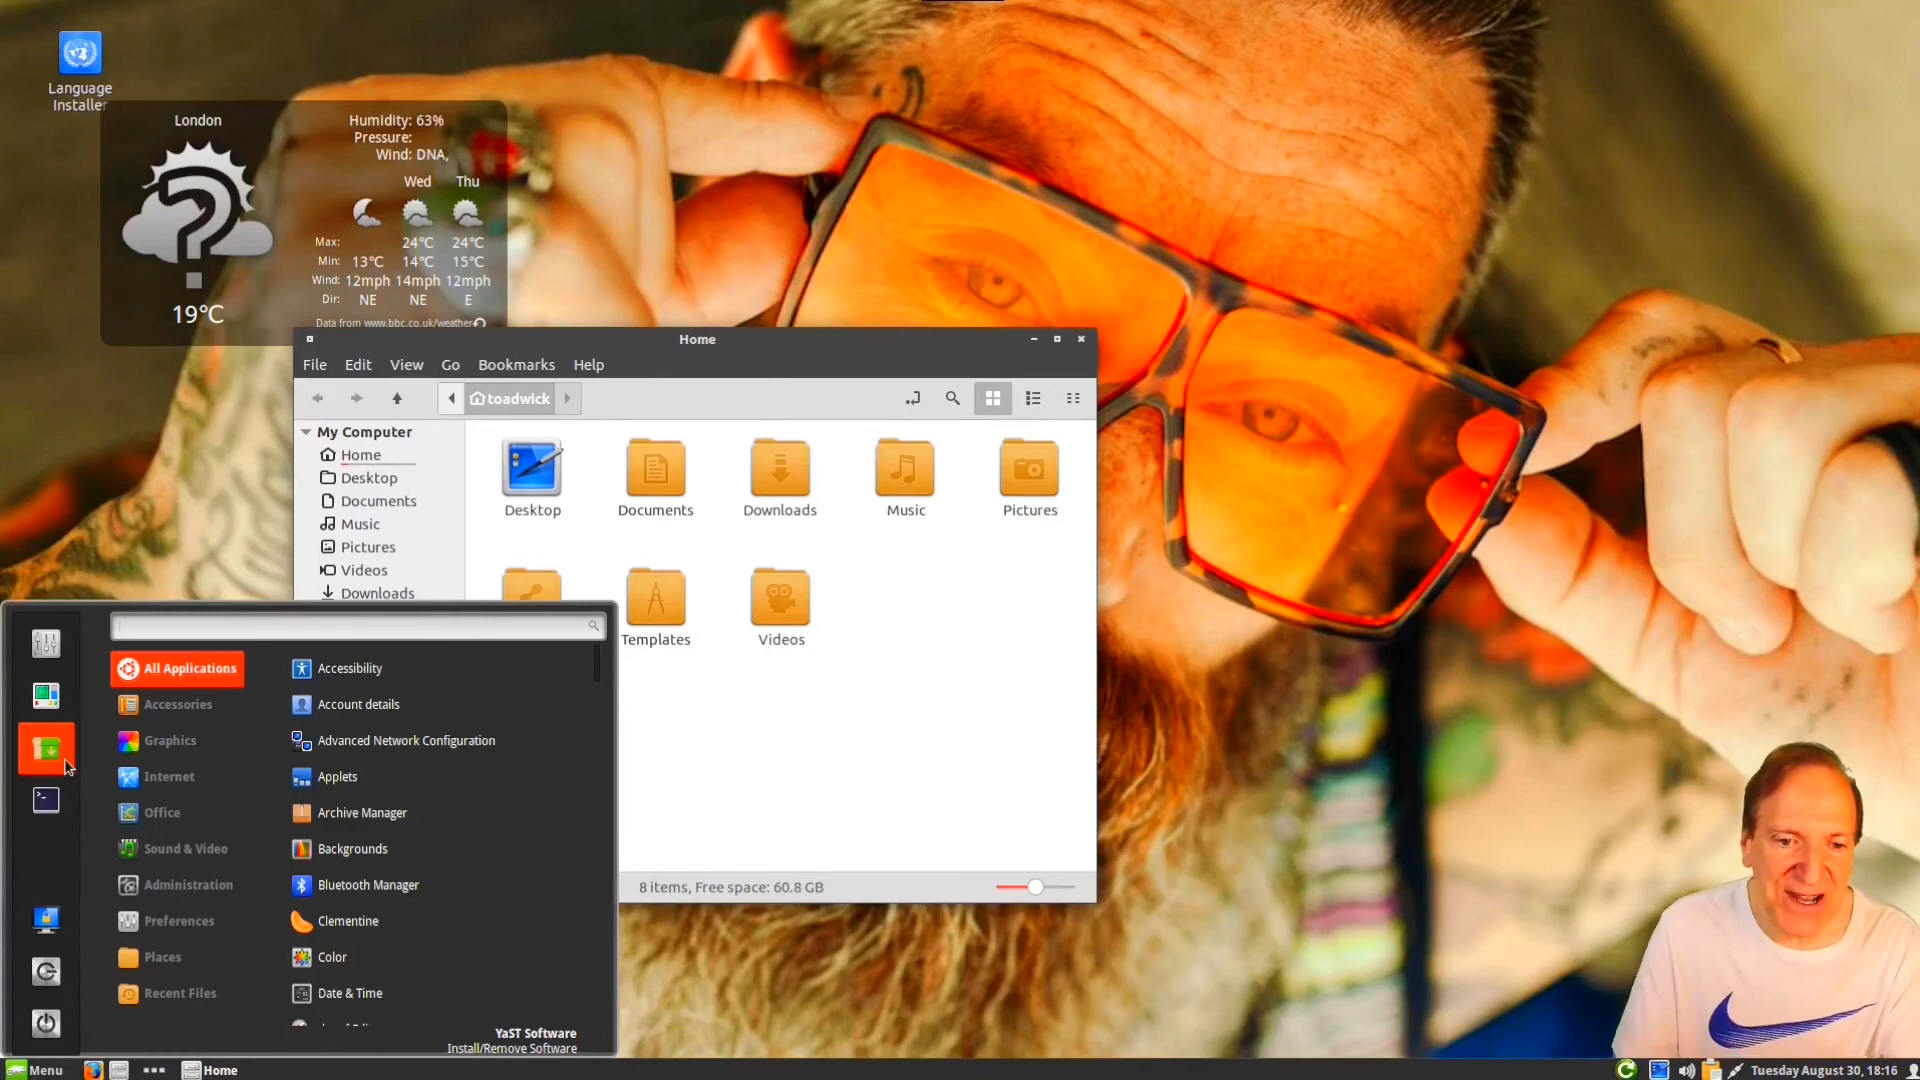 Language
Installer
London
Humidity: 63%
Pressure:
Wind: DNA,
Wed Thu
Max: 24°C 24°C
Min: 13°C 14°C 15°C
Wind: 12mph 14mph 12mph
Dir: NE NE E
19°C
Data from www.bbc.co.uk/weather
Home
File Edit View Go Bookmarks Help
toadwick
My Computer
Home
Desktop
Documents
Music
Pictures
Videos
Downloads
Desktop Documents Downloads Music Pictures
Templates Videos
8 items, Free space: 60.8 GB
All Applications
Accessories
Graphics
Internet
Office
Sound & Video
Administration
Preferences
Places
Recent Files
Accessibility
Account details
Advanced Network Configuration
Applets
Archive Manager
Backgrounds
Bluetooth Manager
Clementine
Color
Date & Time
YaST Software
Install/Remove Software
Menu
Home
Tuesday August 30, 18:16